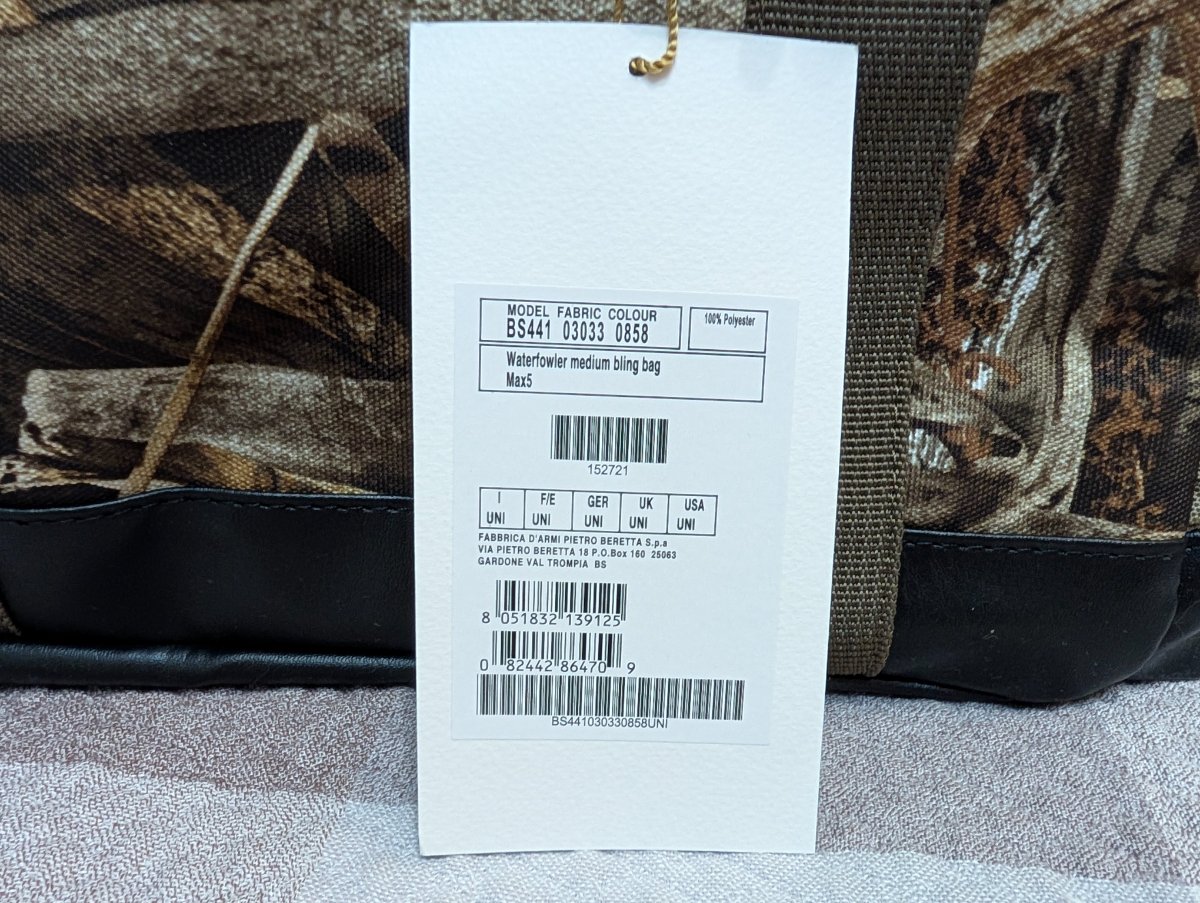 MODEL FABRIC COLOUR
BS441 03033 0858
100% Polyester
Waterfowler medium bling bag
Max5
152721
I F/E GER UK USA
UNI UNI UNI UNI UNI
FABBRICA D'ARMI PIETRO BERETTA S.p.a
VIA PIETRO BERETTA 18 P.O.Box 160 25063
GARDONE VAL TROMPIA BS
8 051832 139125
0 82442 86470 9
BS441030330858UNI